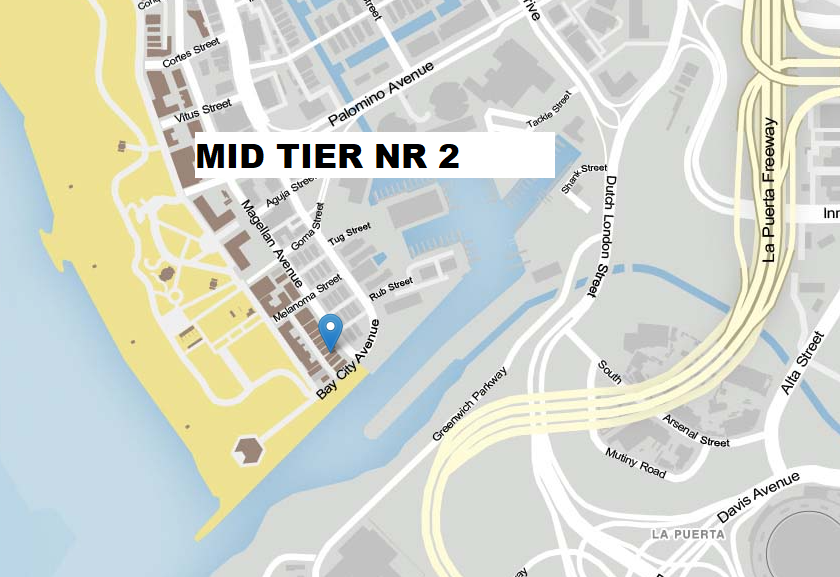 Cortes Street
Vitus Street
Palomino Avenue
Tackle Street
MID TIER NR 2
Shank Street
Aguja Street
Magellan Avenue
Goma Street
Tug Street
Melanoma Street
Rub Street
Bay City Avenue
Dutch London Street
La Puerta Freeway
Greenwich Parkway
South
Arsenal Street
Mutiny Road
Alta Street
Davis Avenue
LA PUERTA